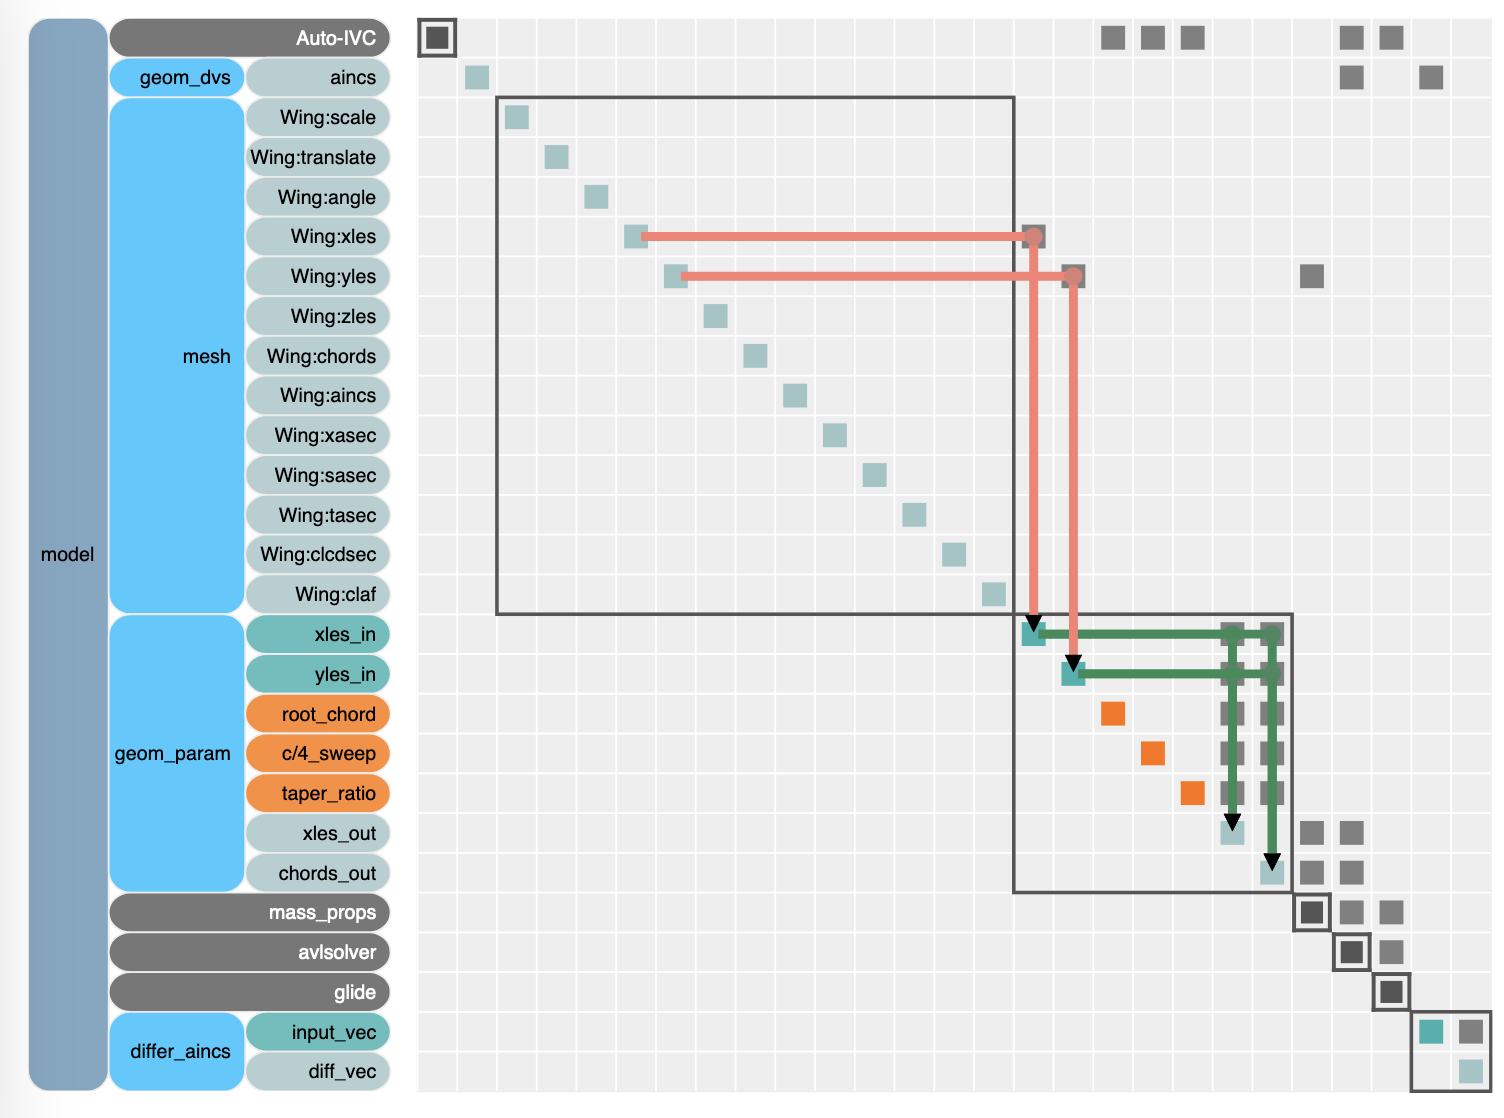 Auto-IVC
geom_dvs aincs
Wing:scale
Wing:translate
Wing:angle
Wing:xles
Wing:yles
Wing:zles
mesh Wing:chords
Wing:aincs
Wing:xasec
Wing:sasec
Wing:tasec
model Wing:clcdsec
Wing:claf
xles_in
yles_in
root_chord
geom_param c/4_sweep
taper_ratio
xles_out
chords_out
mass_props
avlsolver
glide
input_vec
differ_aincs
diff_vec